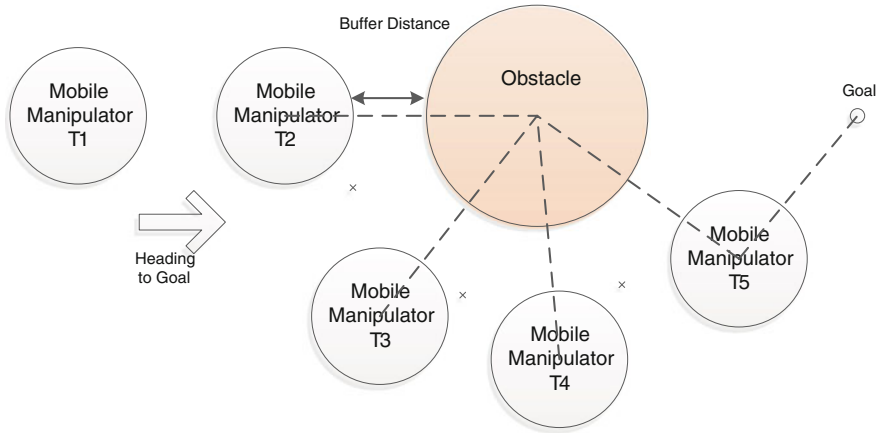 Buffer Distance
Mobile
Manipulator
T1
Mobile
Manipulator
T2
Obstacle
Goal
Heading
to Goal
Mobile
Manipulator
T3
Mobile
Manipulator
T4
Mobile
Manipulator
T5